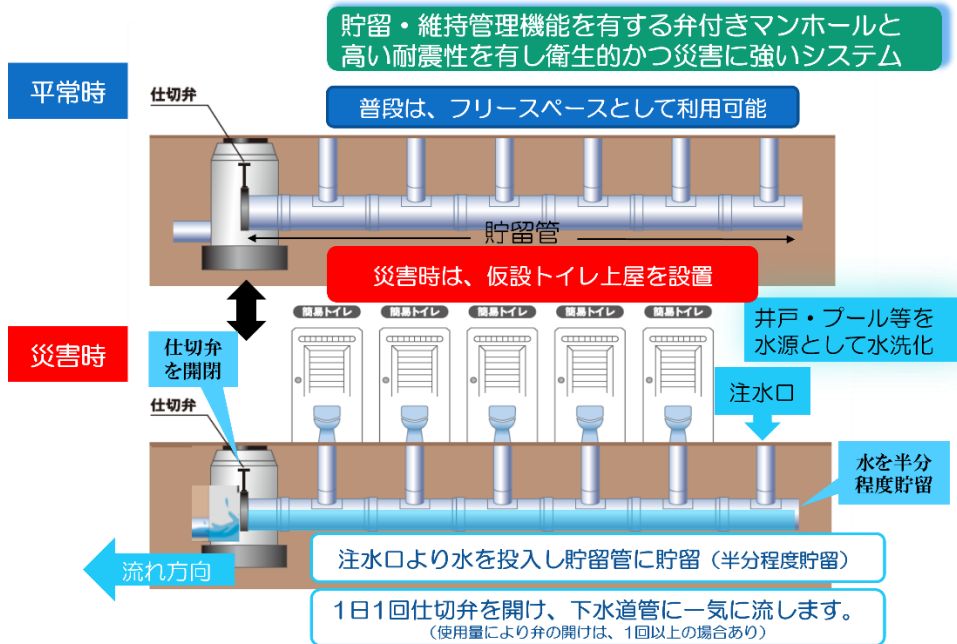 貯留・維持管理機能を有する弁付きマンホールと
高い耐震性を有し衛生的かつ災害に強いシステム
平常時
仕切弁
普段は、フリースペースとして利用可能
貯留管
災害時は、仮設トイレ上屋を設置
簡易トイレ
簡易トイレ
簡易トイレ
簡易トイレ
簡易トイレ
井戸・プール等を
水源として水洗化
災害時
仕切弁
を開閉
注水口
仕切弁
水を半分
程度貯留
流れ方向
注水口より水を投入し貯留管に貯留（半分程度貯留）
1日1回仕切弁を開け、下水道管に一気に流します。
（使用量により弁の開けは、1回以上の場合あり）